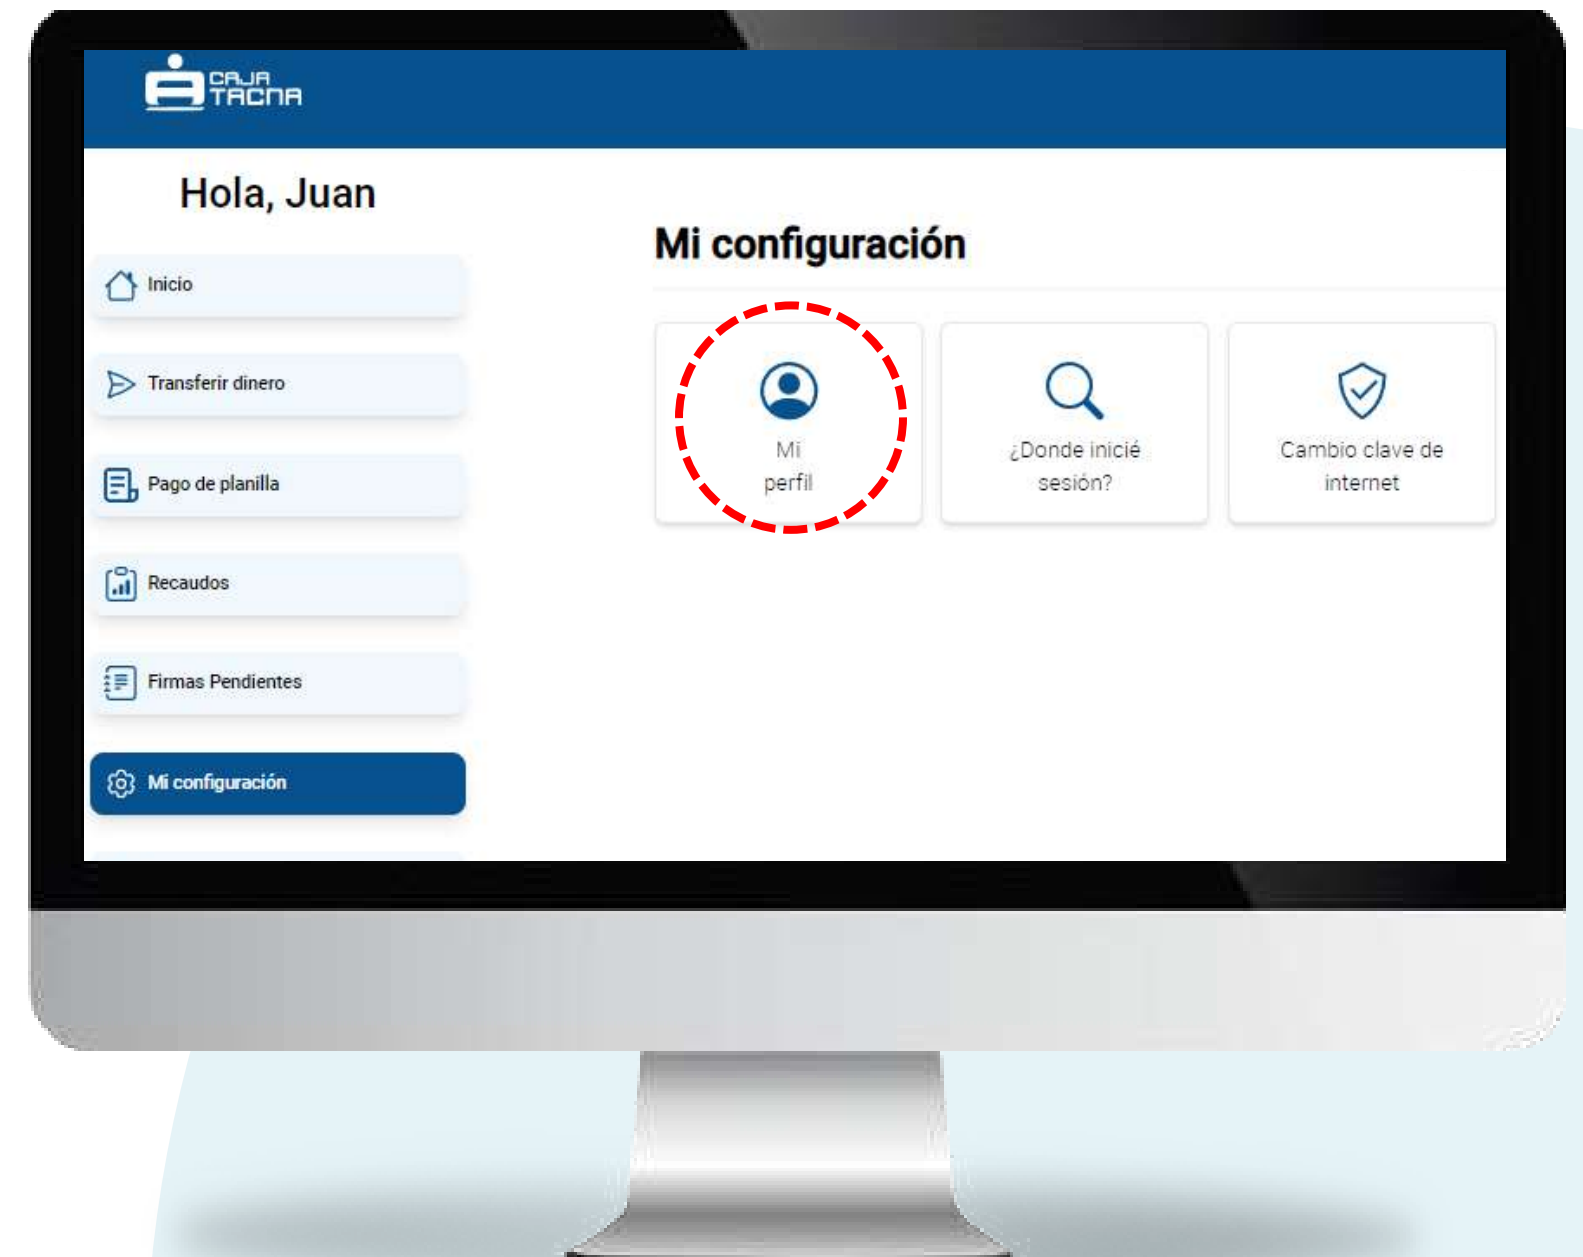 CAJA
TACNA
Hola, Juan
Inicio
Transferir dinero
Pago de planilla
Recaudos
Firmas Pendientes
Mi configuración
Mi configuración
Mi
perfil
¿Donde inicié
sesión?
Cambio clave de
internet